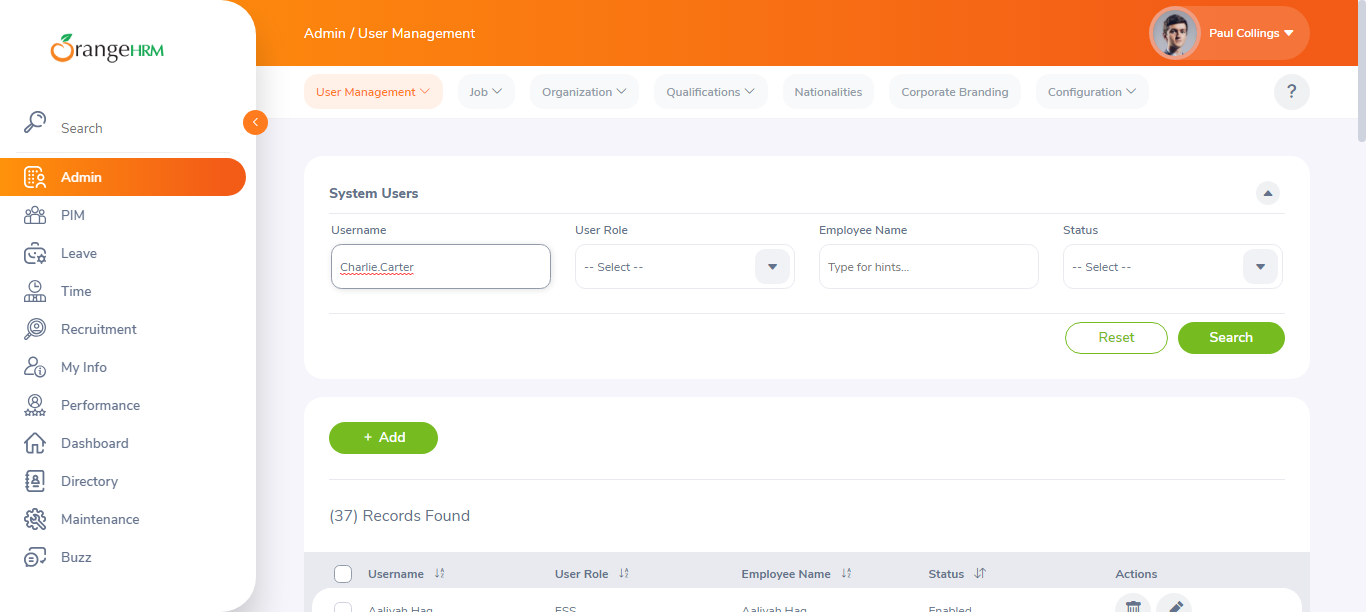 OrangeHRM
Admin / User Management
Paul Collings
User Management
Job
Organization
Qualifications
Nationalities
Corporate Branding
Configuration
?
Search
Admin
PIM
Leave
Time
Recruitment
My Info
Performance
Dashboard
Directory
Maintenance
Buzz
System Users
Username
User Role
Employee Name
Status
Charlie.Carter
-- Select --
Type for hints...
-- Select --
Reset
Search
+ Add
(37) Records Found
Username
User Role
Employee Name
Status
Actions
Aaliyah Haq
ESS
Aaliyah Haq
Enabled